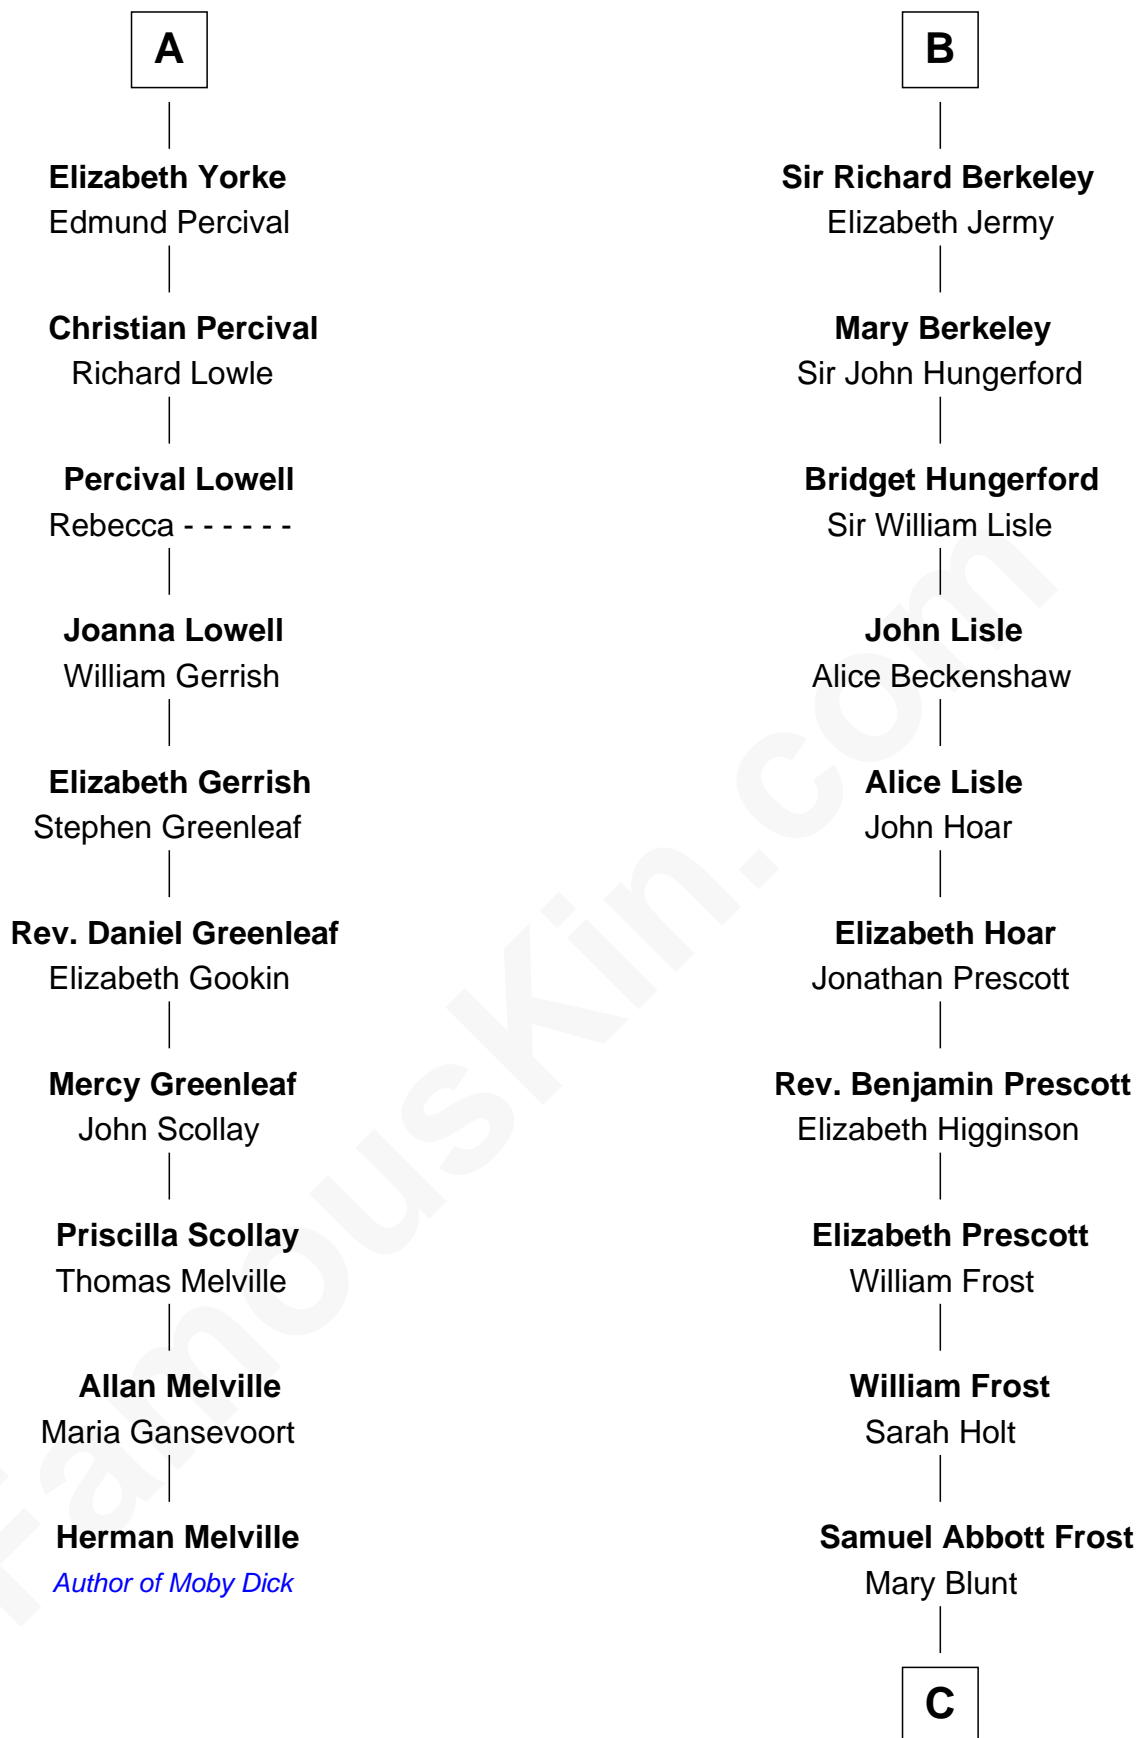 A
Elizabeth Yorke
Edmund Percival
Christian Percival
Richard Lowle
Percival Lowell
Rebecca - - - - - -
Joanna Lowell
William Gerrish
Elizabeth Gerrish
Stephen Greenleaf
Rev. Daniel Greenleaf
Elizabeth Gookin
Mercy Greenleaf
John Scollay
Priscilla Scollay
Thomas Melville
Allan Melville
Maria Gansevoort
Herman Melville
Author of Moby Dick
B
Sir Richard Berkeley
Elizabeth Jermy
Mary Berkeley
Sir John Hungerford
Bridget Hungerford
Sir William Lisle
John Lisle
Alice Beckenshaw
Alice Lisle
John Hoar
Elizabeth Hoar
Jonathan Prescott
Rev. Benjamin Prescott
Elizabeth Higginson
Elizabeth Prescott
William Frost
William Frost
Sarah Holt
Samuel Abbott Frost
Mary Blunt
C
FamousKin.com